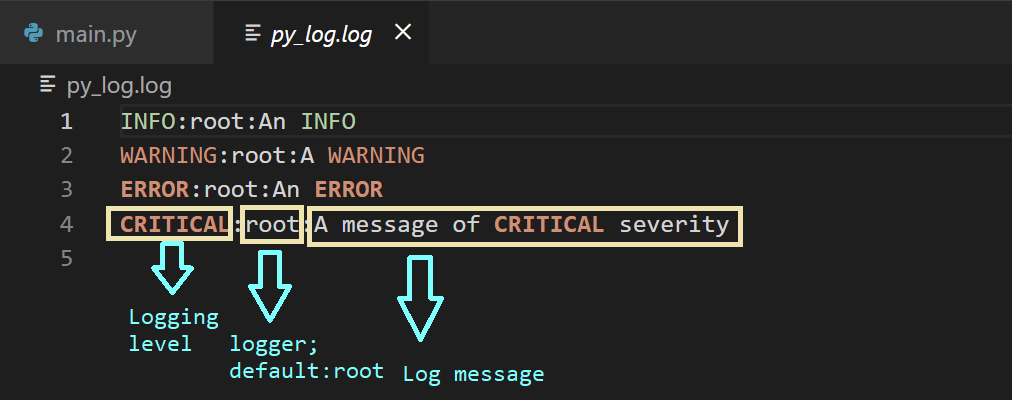 main.py py_log.log
py_log.log
1 INFO:root:An INFO
2 WARNING:root:A WARNING
3 ERROR:root:An ERROR
4 CRITICAL:root:A message of CRITICAL severity
5
Logging
level
logger;
default:root
Log message